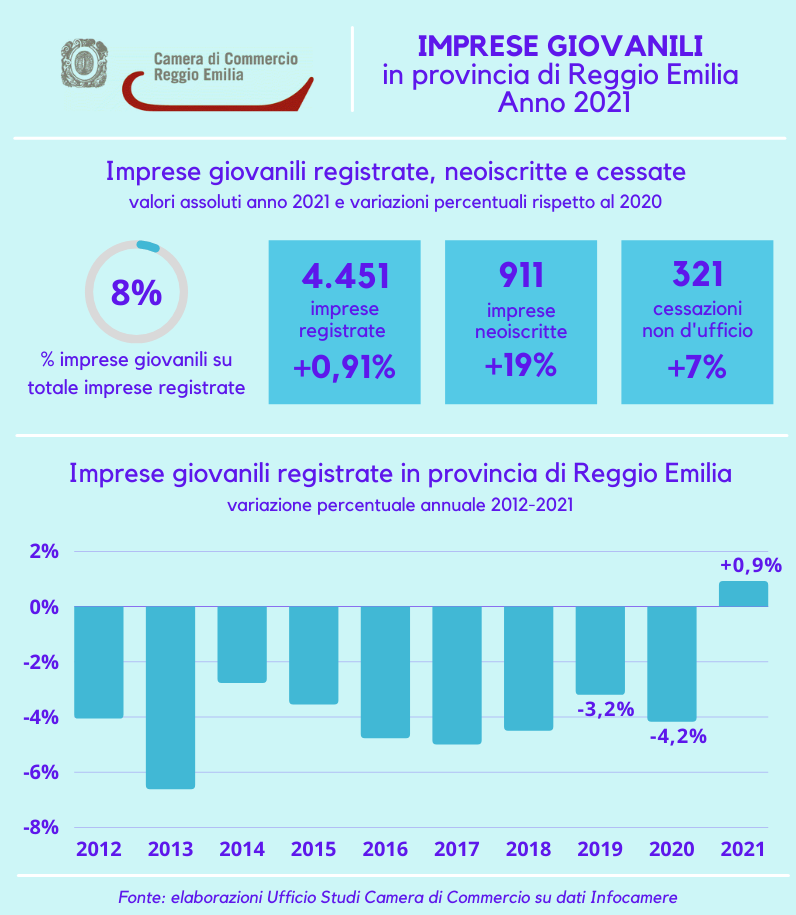 Camera di Commercio
Reggio Emilia
IMPRESE GIOVANILI
in provincia di Reggio Emilia
Anno 2021
Imprese giovanili registrate, neoiscritte e cessate
valori assoluti anno 2021 e variazioni percentuali rispetto al 2020
8%
% imprese giovanili su
totale imprese registrate
4.451
imprese
registrate
+0,91%
911
imprese
neoiscritte
+19%
321
cessazioni
non d'ufficio
+7%
Imprese giovanili registrate in provincia di Reggio Emilia
variazione percentuale annuale 2012-2021
2%
+0,9%
0%
-2%
-4%
-3,2%
-4,2%
-6%
-8%
2012 2013 2014 2015 2016 2017 2018 2019 2020 2021
Fonte: elaborazioni Ufficio Studi Camera di Commercio su dati Infocamere